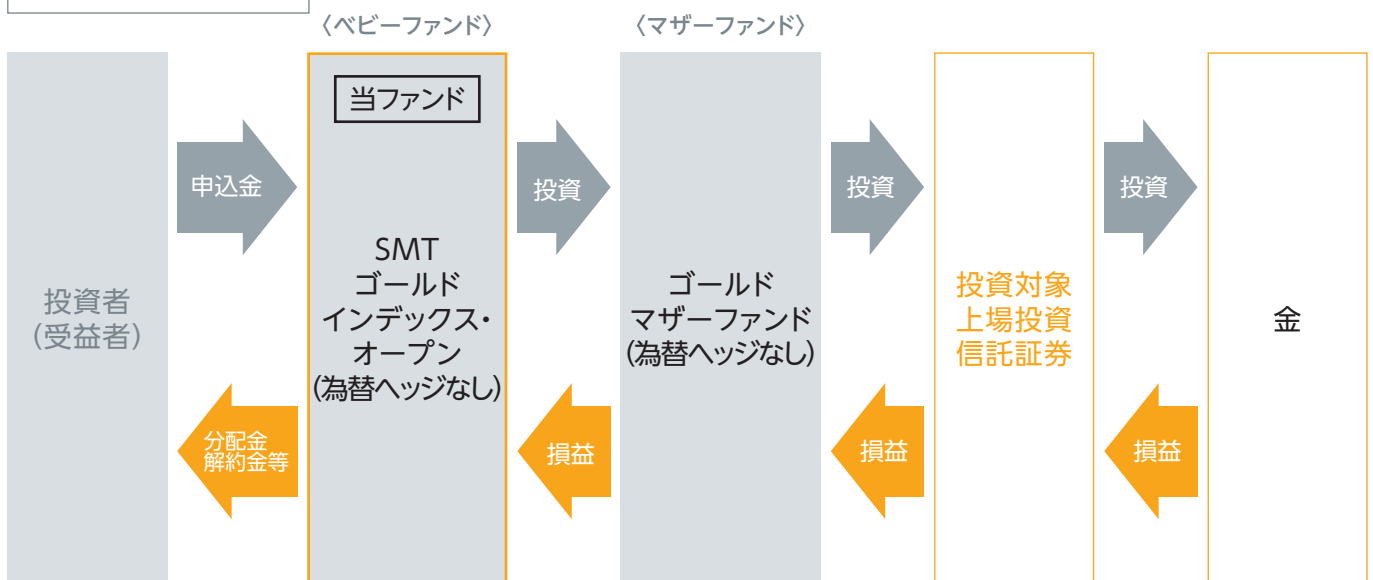 〈ベビーファンド〉
〈マザーファンド〉
投資者
(受益者)
申込金
分配金
解約金等
当ファンド
SMT
ゴールド
インデックス・
オープン
(為替ヘッジなし)
投資
損益
ゴールド
マザーファンド
(為替ヘッジなし)
投資
損益
投資対象
上場投資
信託証券
投資
損益
金